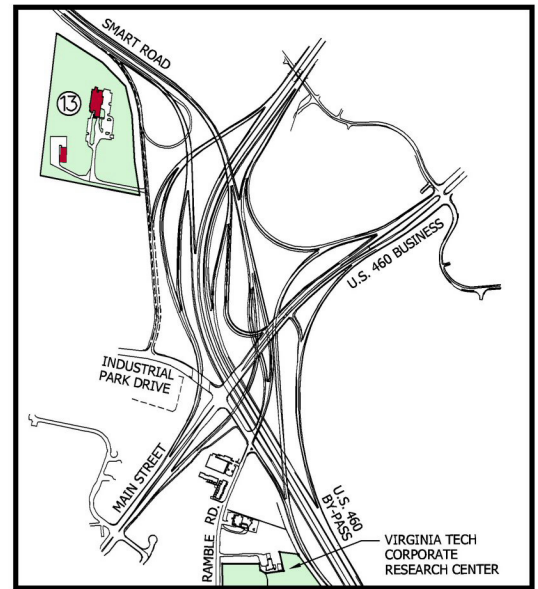 SMART ROAD
13
U.S. 460 BUSINESS
INDUSTRIAL
PARK DRIVE
MAIN STREET
RAMBLE RD.
U.S. 460
BY-PASS
VIRGINIA TECH
CORPORATE
RESEARCH CENTER